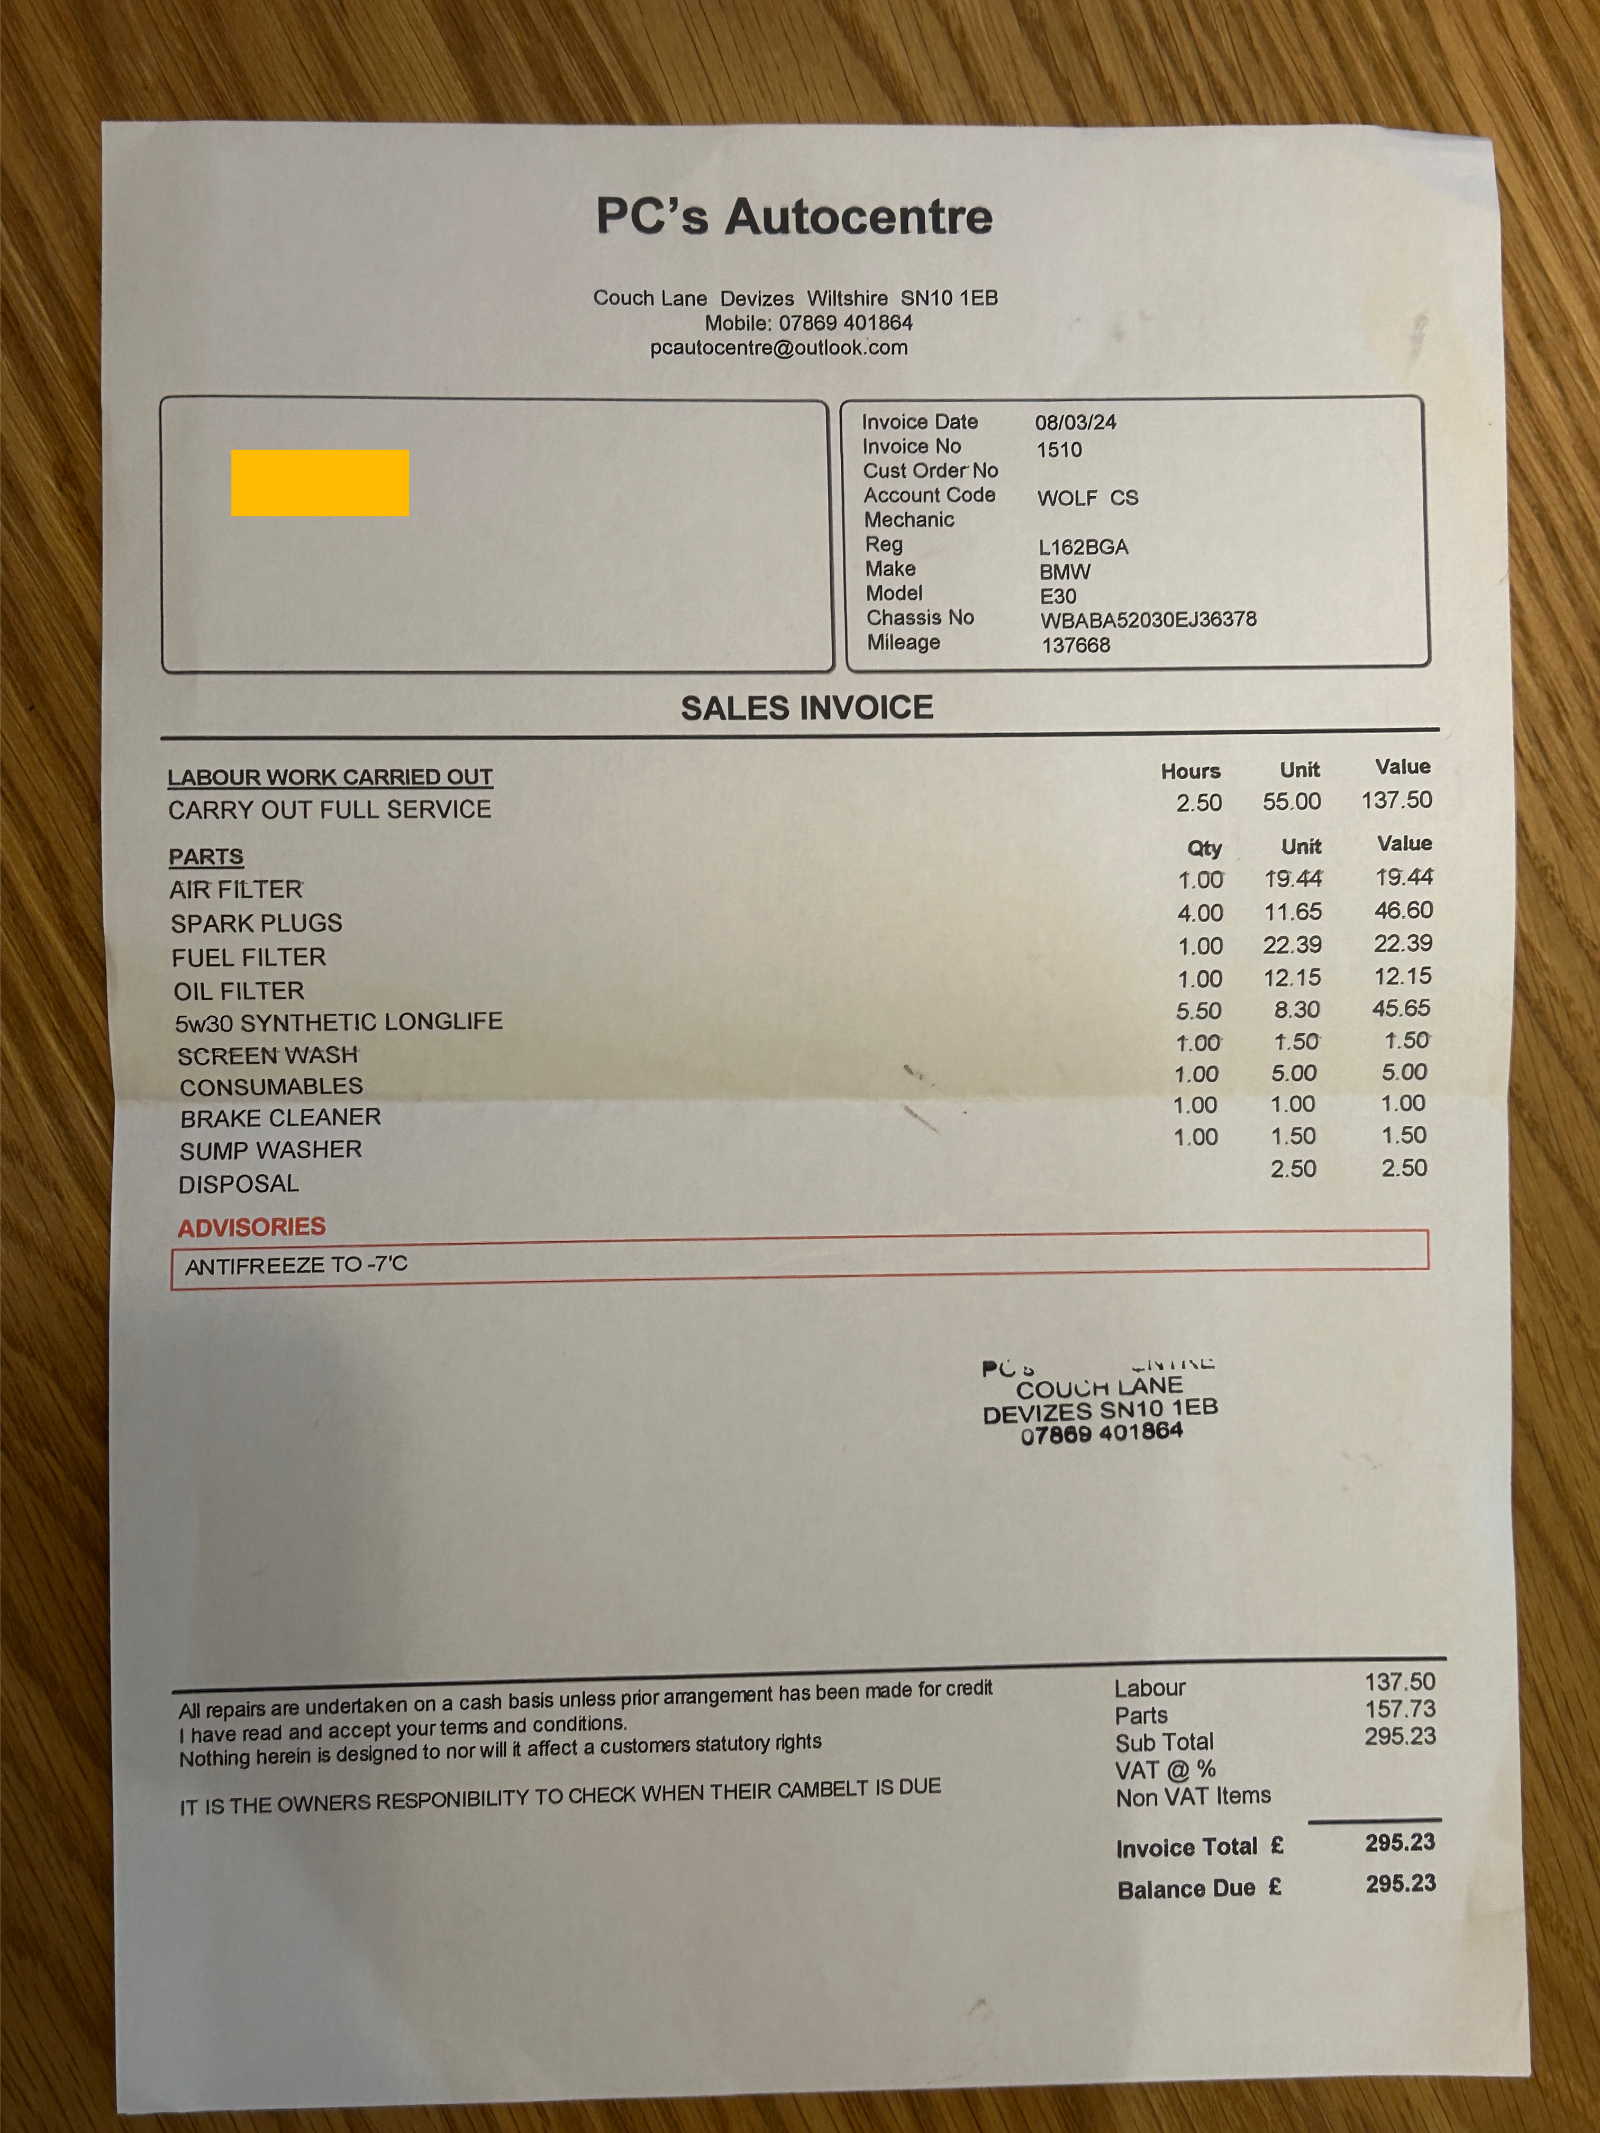 PC's Autocentre
Couch Lane Devizes Wiltshire SN10 1EB
Mobile: 07869 401864
pcautocentre@outlook.com
Invoice Date 08/03/24
Invoice No 1510
Cust Order No
Account Code WOLF CS
Mechanic
Reg L162BGA
Make BMW
Model E30
Chassis No WBABA52030EJ36378
Mileage 137668
SALES INVOICE
LABOUR WORK CARRIED OUT Hours Unit Value
CARRY OUT FULL SERVICE 2.50 55.00 137.50
PARTS Qty Unit Value
AIR FILTER 1.00 19.44 19.44
SPARK PLUGS 4.00 11.65 46.60
FUEL FILTER 1.00 22.39 22.39
OIL FILTER 1.00 12.15 12.15
5w30 SYNTHETIC LONGLIFE 5.50 8.30 45.65
SCREEN WASH 1.00 1.50 1.50
CONSUMABLES 1.00 5.00 5.00
BRAKE CLEANER 1.00 1.00 1.00
SUMP WASHER 1.00 1.50 1.50
DISPOSAL 2.50 2.50
ADVISORIES
ANTIFREEZE TO -7'C
COUCH LANE
DEVIZES SN10 1EB
07869 401864
All repairs are undertaken on a cash basis unless prior arrangement has been made for credit
I have read and accept your terms and conditions.
Nothing herein is designed to nor will it affect a customers statutory rights
IT IS THE OWNERS RESPONIBILITY TO CHECK WHEN THEIR CAMBELT IS DUE
Labour 137.50
Parts 157.73
Sub Total 295.23
VAT @ %
Non VAT Items
Invoice Total £ 295.23
Balance Due £ 295.23